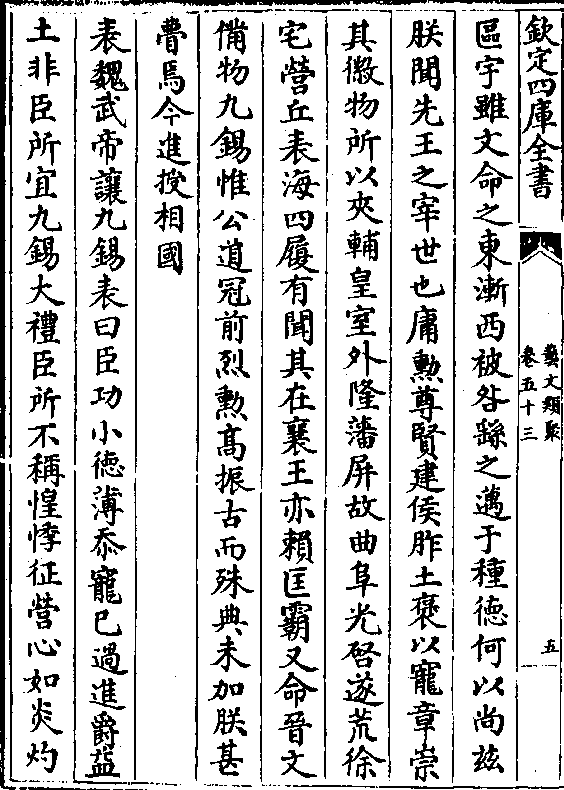 欽定四庫全書
藝文類聚
卷五十三
五
區宇雖文命之東漸西被咎繇之邁于種德何以尚茲
朕聞先王之宰世也庸勲尊賢建侯胙土褒以寵章崇
其徽物所以夾輔皇室外隆藩屏故曲阜光啓遂荒徐
宅營丘表海四履有聞其在襄王亦賴匡霸又命晉文
備物九錫惟公道冠前烈勲髙振古而殊典未加朕甚
瞢焉今進授相國
表魏武帝讓九錫表曰臣功小德薄忝寵已過進爵益
土非臣所宜九錫大禮臣所不稱惶悸征營心如炎灼